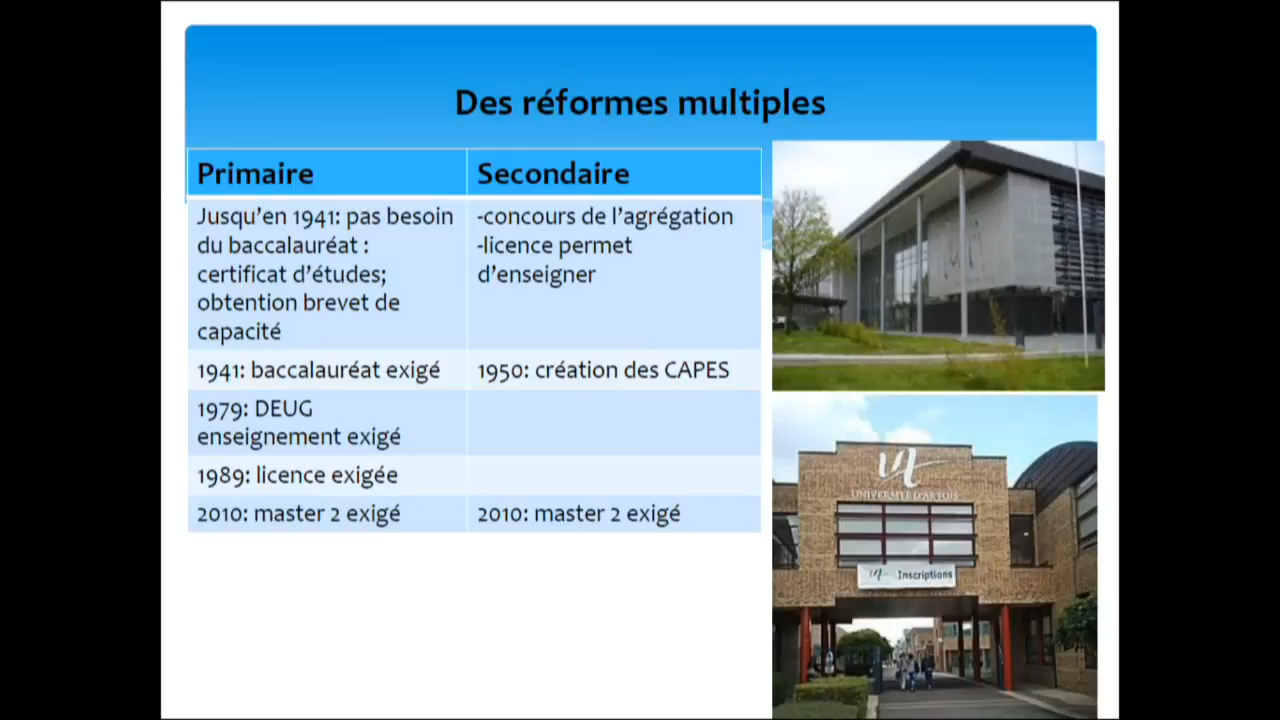 Des réformes multiples
Primaire
Secondaire
Jusqu’en 1941: pas besoin
du baccalauréat :
certificat d’études;
obtention brevet de
capacité
-concours de l’agrégation
-licence permet
d’enseigner
1941: baccalauréat exigé
1950: création des CAPES
1979: DEUG
enseignement exigé
1989: licence exigée
2010: master 2 exigé
2010: master 2 exigé
UNIVERSITÉ D'ARTOIS
Inscriptions